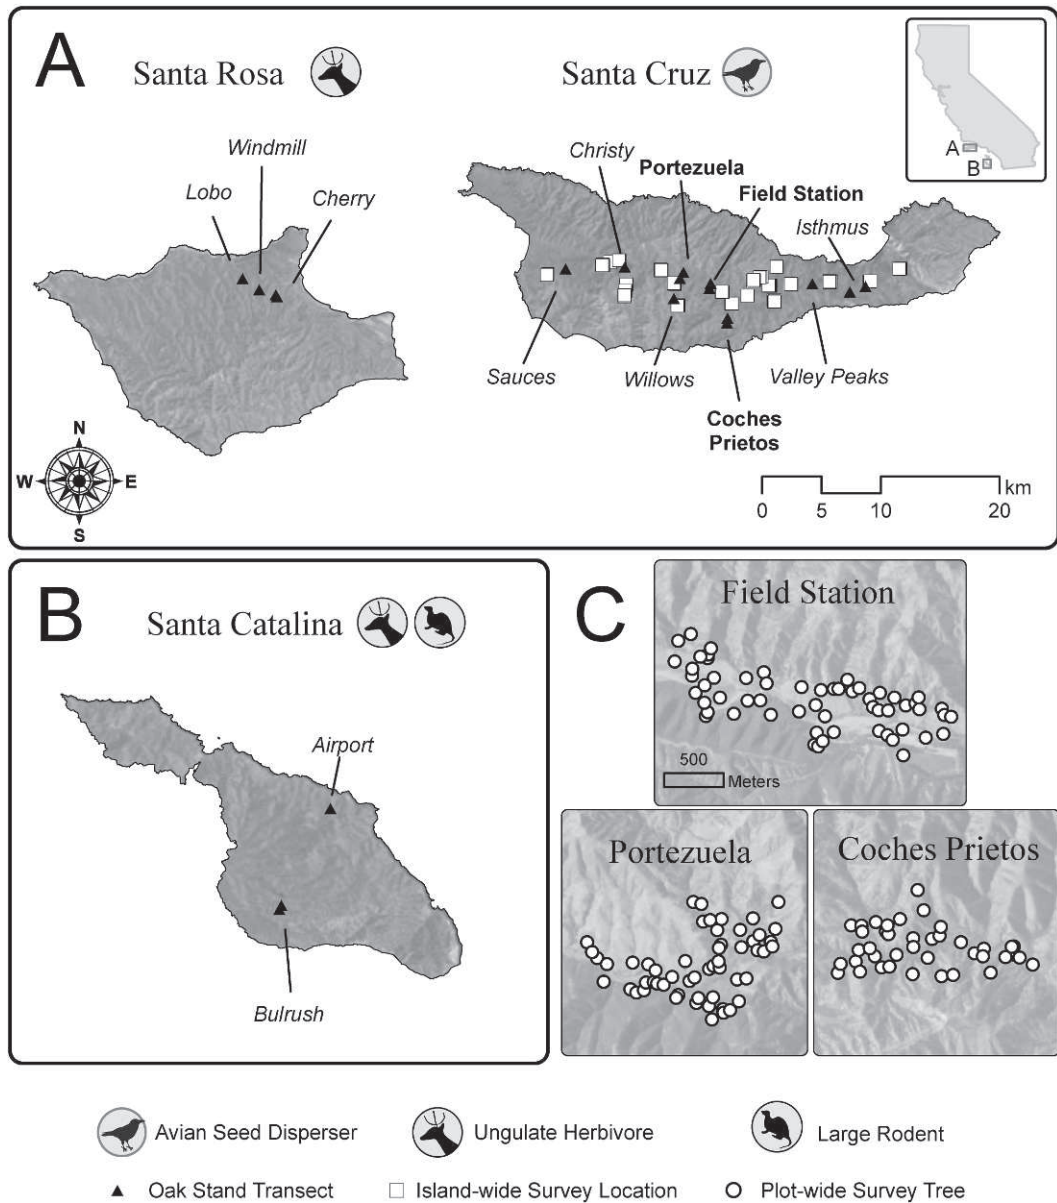 A
Santa Rosa
Santa Cruz
A
B
Windmill
Lobo
Cherry
Christy
Portezuela
Field Station
Isthmus
Sauces
Willows
Valley Peaks
Coches
Prietos
N
W E
S
km
0 5 10 20
B
Santa Catalina
Airport
Bulrush
C
Field Station
500
Meters
Portezuela
Coches Prietos
Avian Seed Disperser
Ungulate Herbivore
Large Rodent
Oak Stand Transect
Island-wide Survey Location
Plot-wide Survey Tree